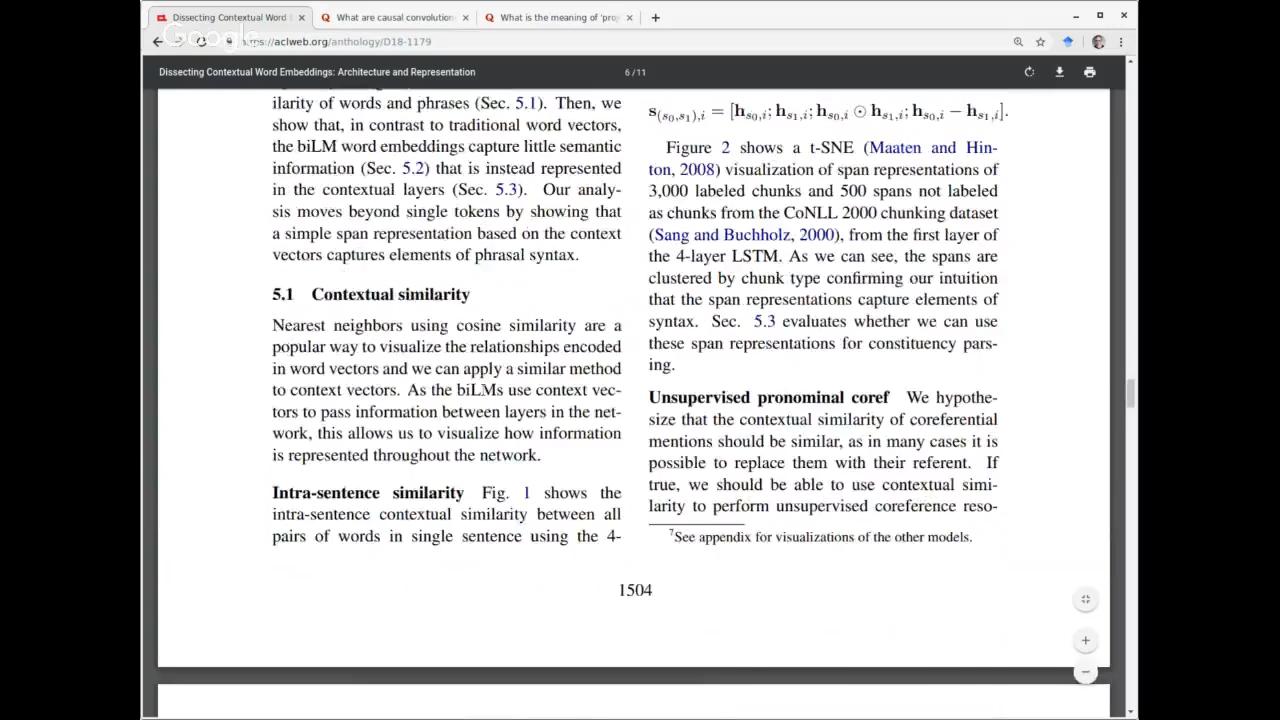 Dissecting Contextual Word E
What are causal convolution
What is the meaning of 'pro
Google
https://aclweb.org/anthology/D18-1179
Dissecting Contextual Word Embeddings: Architecture and Representation
6 / 11
ilarity of words and phrases (Sec. 5.1). Then, we
show that, in contrast to traditional word vectors,
the biLM word embeddings capture little semantic
information (Sec. 5.2) that is instead represented
in the contextual layers (Sec. 5.3). Our analy-
sis moves beyond single tokens by showing that
a simple span representation based on the context
vectors captures elements of phrasal syntax.
5.1 Contextual similarity
Nearest neighbors using cosine similarity are a
popular way to visualize the relationships encoded
in word vectors and we can apply a similar method
to context vectors. As the biLMs use context vec-
tors to pass information between layers in the net-
work, this allows us to visualize how information
is represented throughout the network.
Intra-sentence similarity Fig. 1 shows the
intra-sentence contextual similarity between all
pairs of words in single sentence using the 4-
s(s0,s1),i = [hs0,i; hs1,i; hs0,i ⊙ hs1,i; hs0,i − hs1,i].
Figure 2 shows a t-SNE (Maaten and Hin-
ton, 2008) visualization of span representations of
3,000 labeled chunks and 500 spans not labeled
as chunks from the CoNLL 2000 chunking dataset
(Sang and Buchholz, 2000), from the first layer of
the 4-layer LSTM. As we can see, the spans are
clustered by chunk type confirming our intuition
that the span representations capture elements of
syntax. Sec. 5.3 evaluates whether we can use
these span representations for constituency pars-
ing.
Unsupervised pronominal coref We hypothe-
size that the contextual similarity of coreferential
mentions should be similar, as in many cases it is
possible to replace them with their referent. If
true, we should be able to use contextual simi-
larity to perform unsupervised coreference reso-
7See appendix for visualizations of the other models.
1504